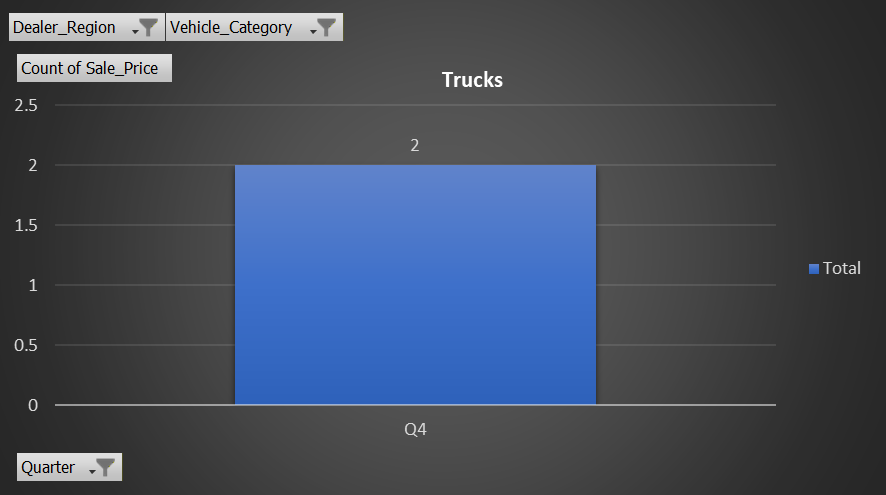 Dealer_Region Vehicle_Category
Count of Sale_Price
Trucks
2.5
2
1.5
1
0.5
0
2
Q4
Total
Quarter